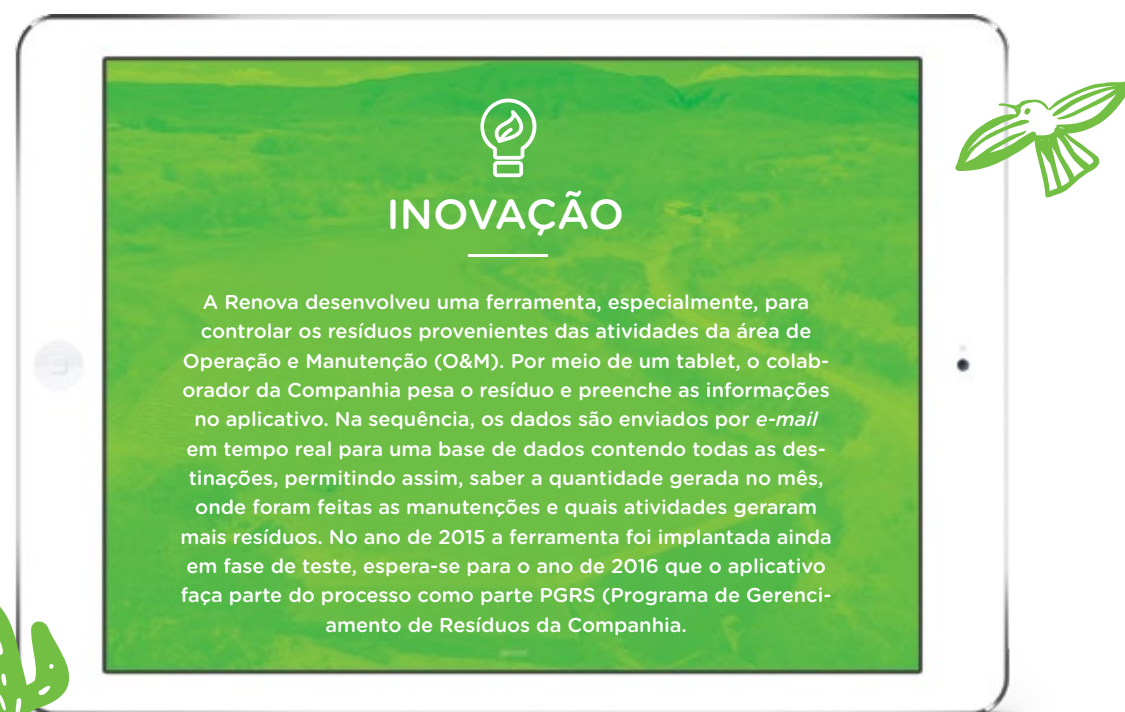 INOVAÇÃO
A Renova desenvolveu uma ferramenta, especialmente, para
controlar os resíduos provenientes das atividades da área de
Operação e Manutenção (O&M). Por meio de um tablet, o colab-
orador da Companhia pesa o resíduo e preenche as informações
no aplicativo. Na sequência, os dados são enviados por e-mail
em tempo real para uma base de dados contendo todas as des-
tinações, permitindo assim, saber a quantidade gerada no mês,
onde foram feitas as manutenções e quais atividades geraram
mais resíduos. No ano de 2015 a ferramenta foi implantada ainda
em fase de teste, espera-se para o ano de 2016 que o aplicativo
faça parte do processo como parte PGRS (Programa de Gerenci-
amento de Resíduos da Companhia.